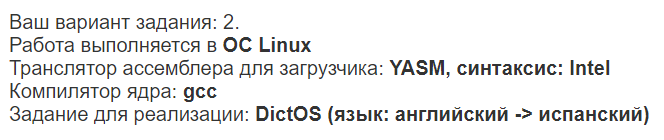 Ваш вариант задания: 2.
Работа выполняется в ОС Linux
Транслятор ассемблера для загрузчика: YASM, синтаксис: Intel
Компилятор ядра: gcc
Задание для реализации: DictOS (язык: английский -> испанский)